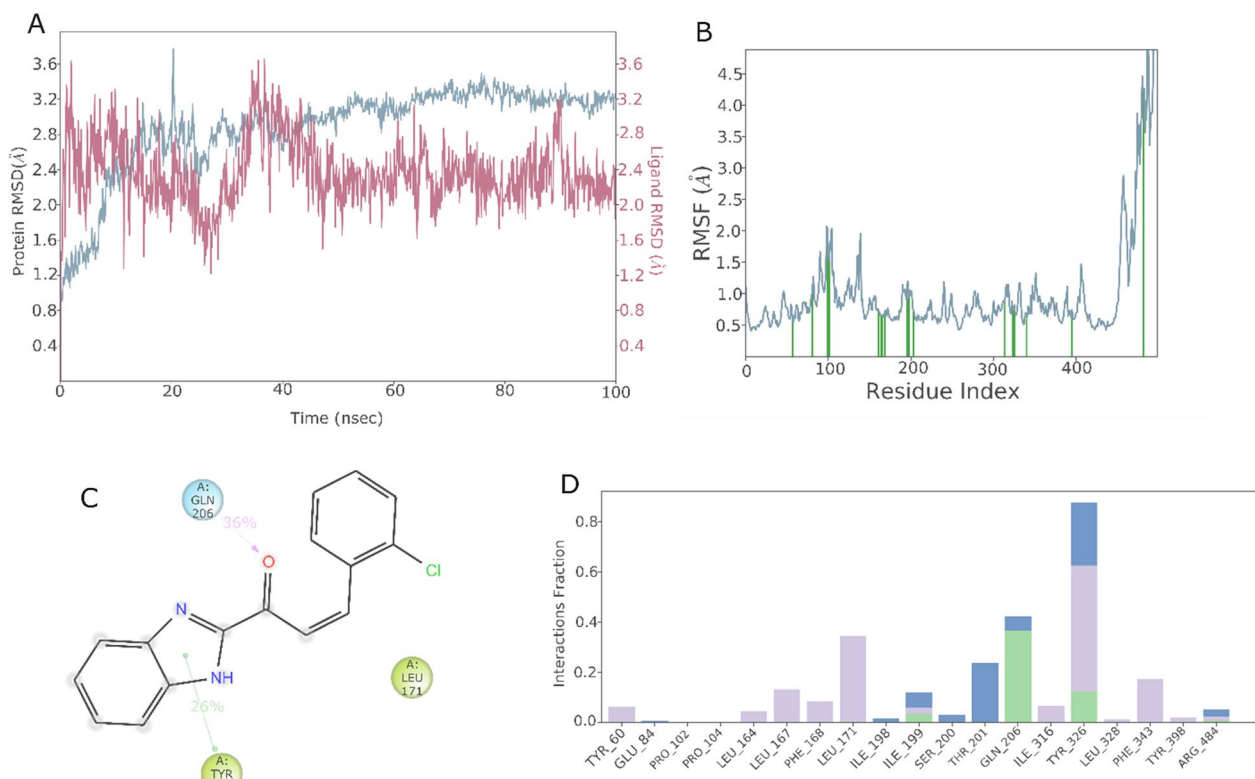 A
Protein RMSD(Å)
3.6
3.2
2.8
2.4
2.0
1.6
1.2
0.8
0.4
3.6
3.2
2.8
2.4
2.0
1.6
1.2
0.8
0.4
Ligand RMSD (Å)
0 20 40 60 80 100
Time (nsec)
B
RMSF (Å)
4.5
4.0
3.5
3.0
2.5
2.0
1.5
1.0
0.5
0 100 200 300 400
Residue Index
C
A:
GLN
206
36%
O
N
NH
Cl
26%
A:
LEU
171
A:
TYR
D
Interactions Fraction
0.8
0.6
0.4
0.2
0.0
TYR_60
GLU_84
PRO_102
PRO_104
LEU_164
LEU_167
PHE_168
LEU_171
ILE_198
ILE_199
SER_200
THR_201
GLN_206
ILE_316
TYR_326
LEU_328
PHE_343
TYR_398
ARG_484